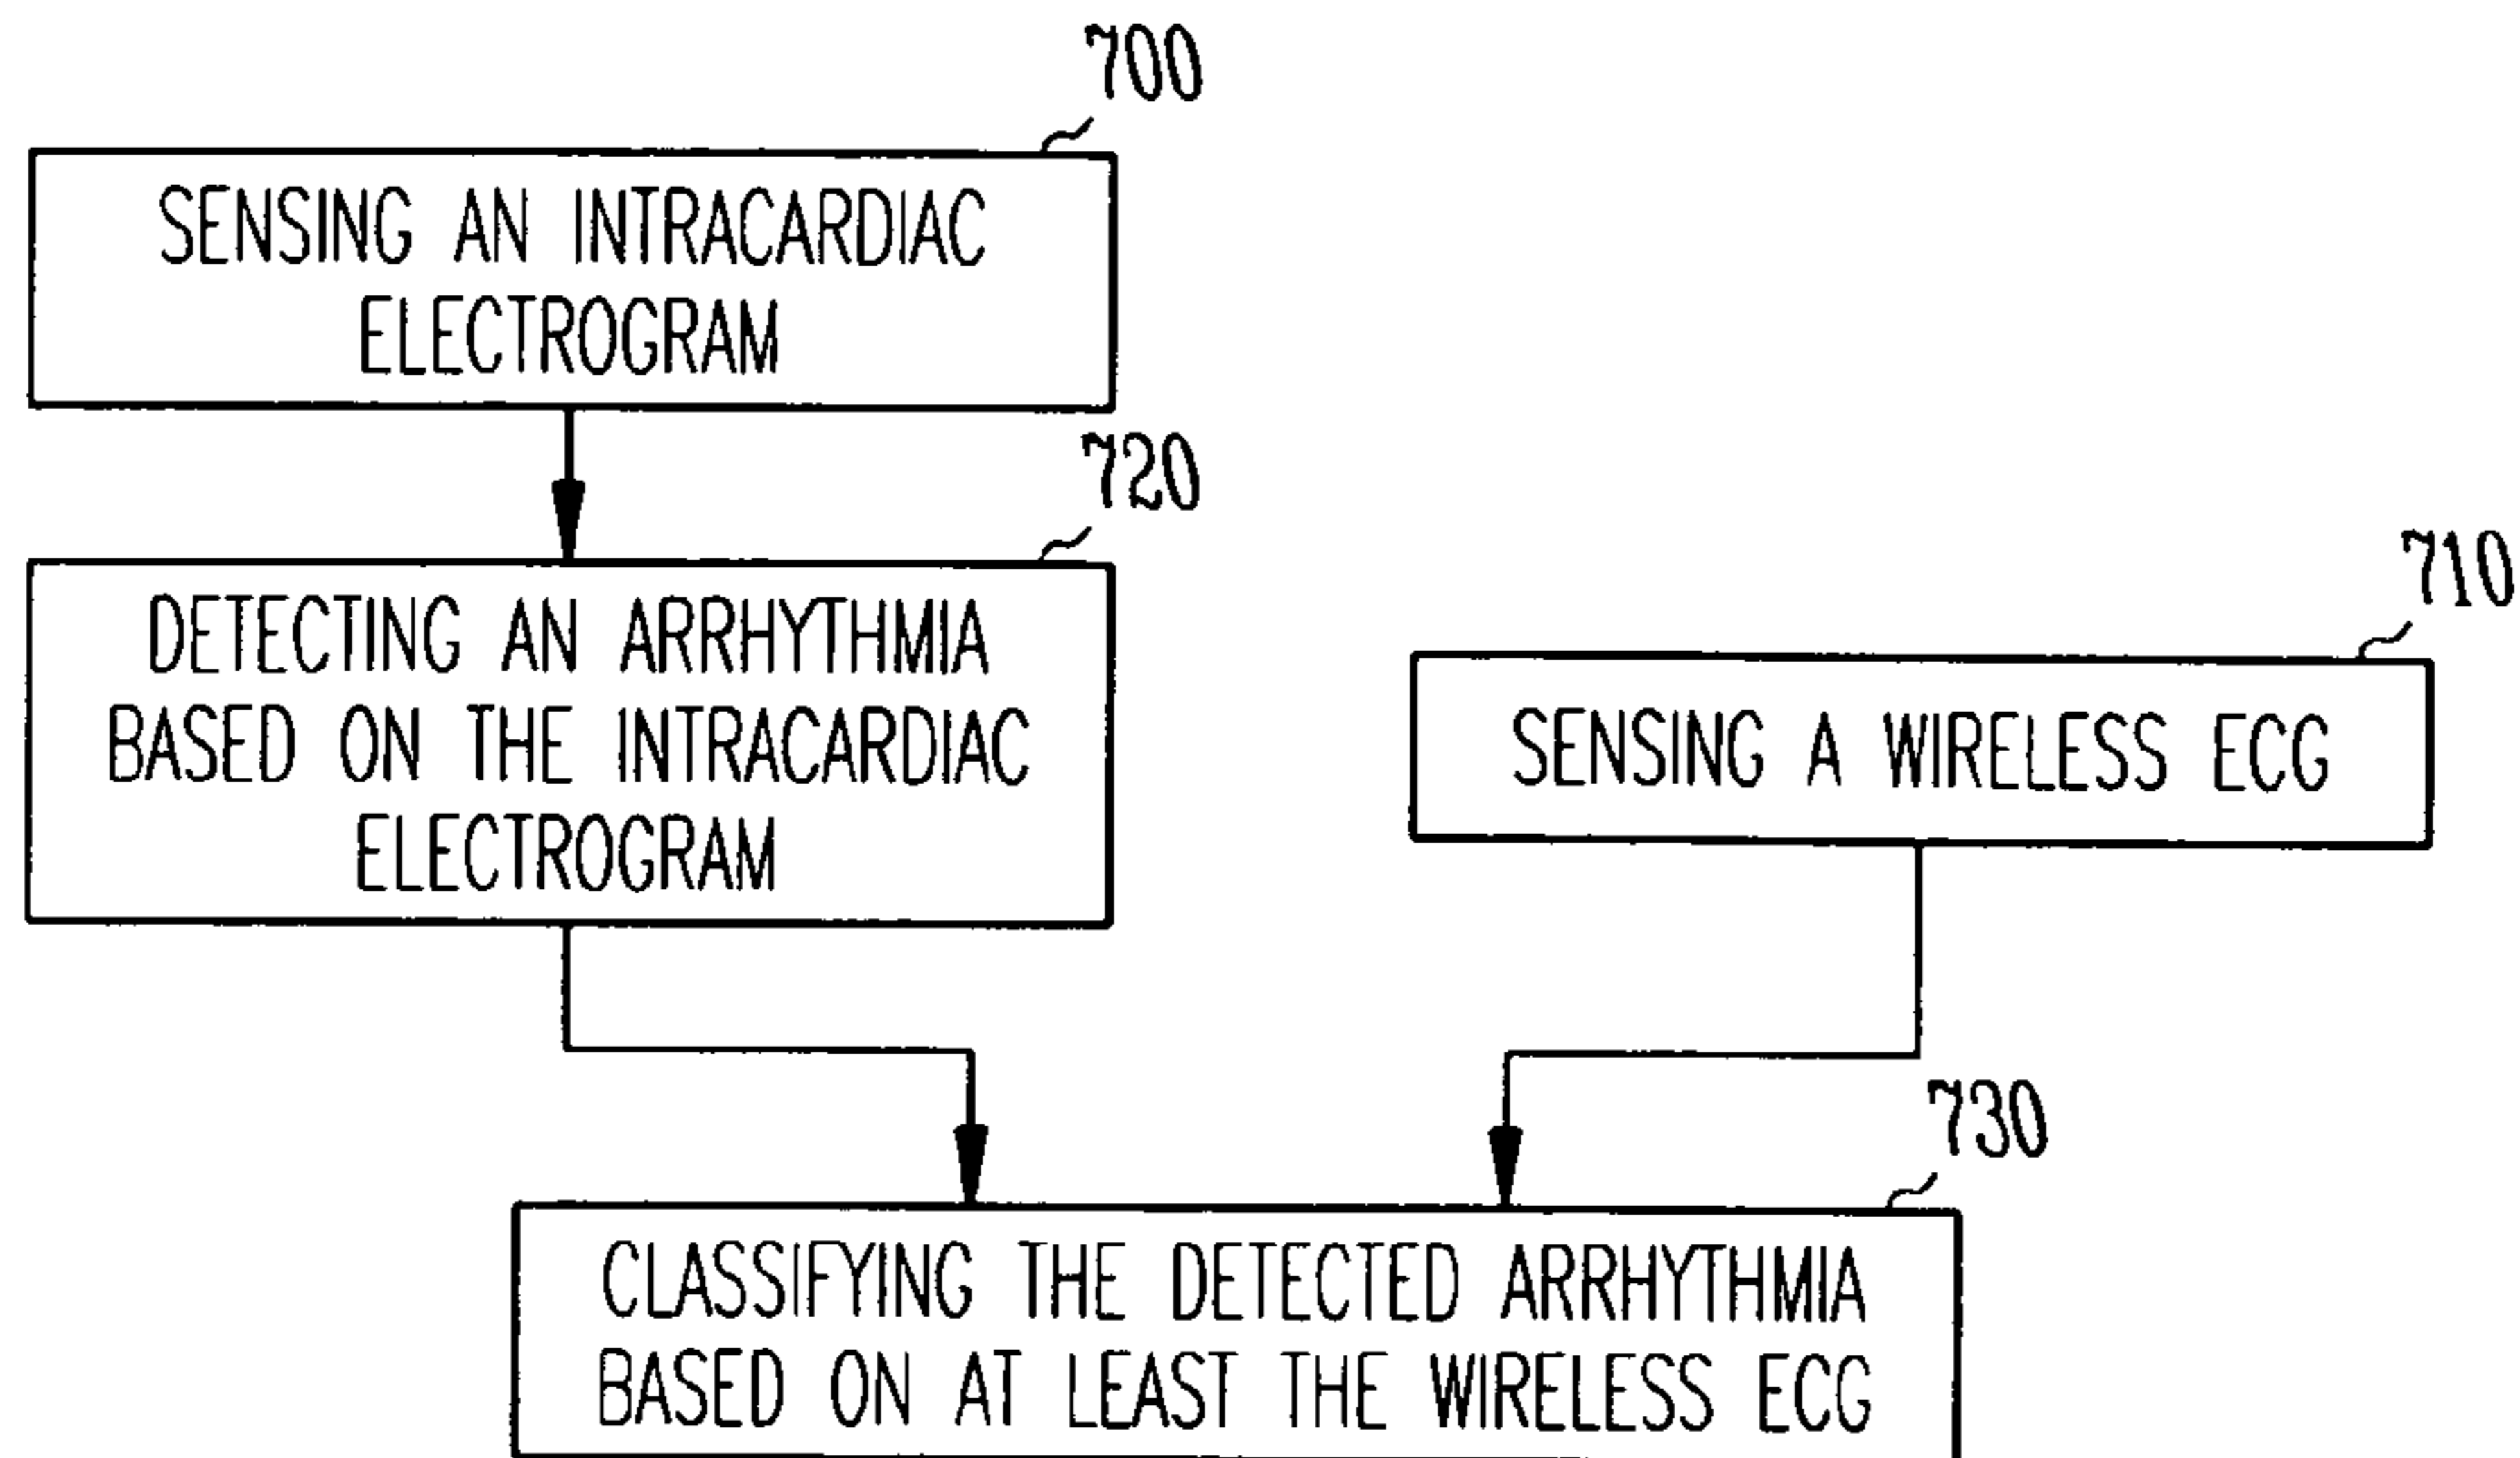 700
SENSING AN INTRACARDIAC
ELECTROGRAM
720
DETECTING AN ARRHYTHMIA
BASED ON THE INTRACARDIAC
ELECTROGRAM
710
SENSING A WIRELESS ECG
730
CLASSIFYING THE DETECTED ARRHYTHMIA
BASED ON AT LEAST THE WIRELESS ECG